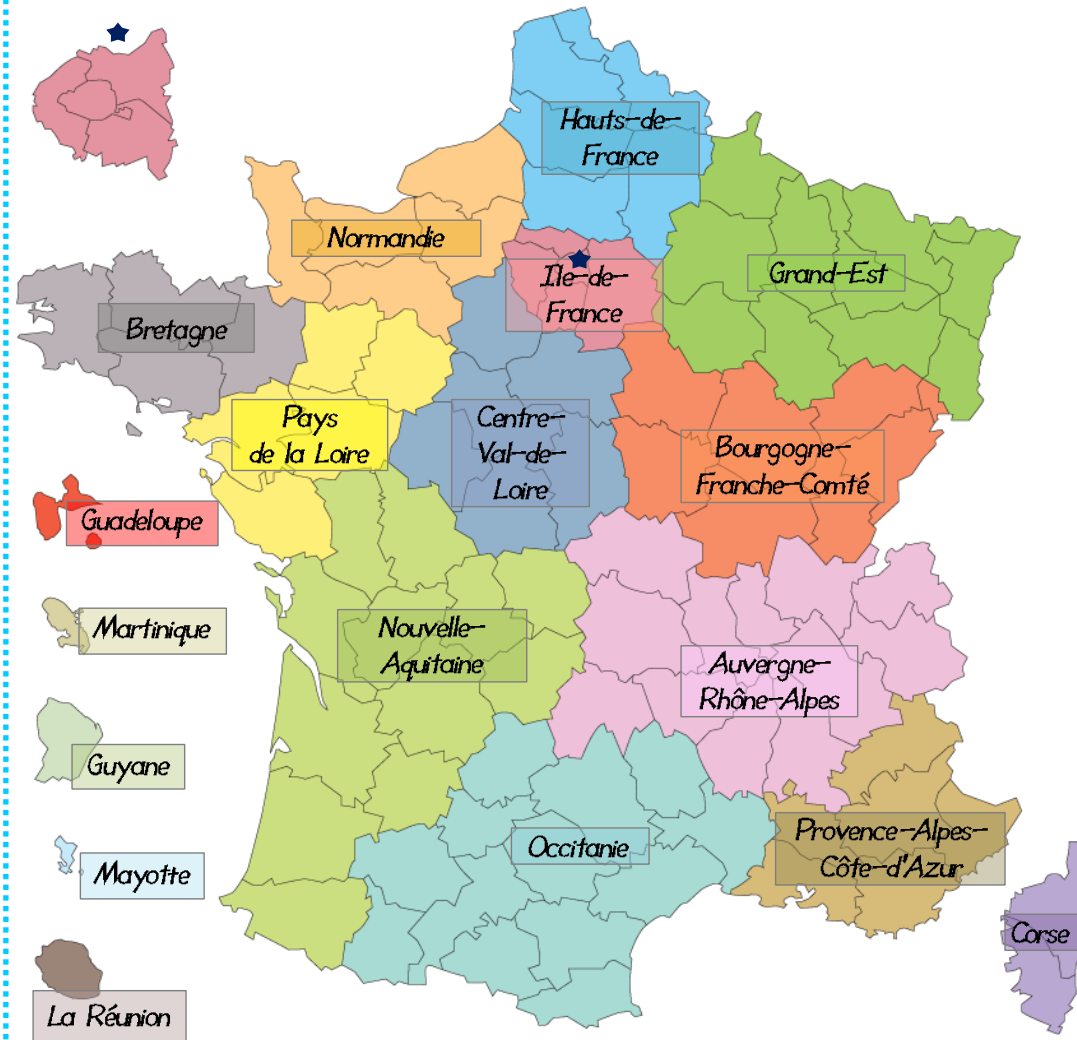 Hauts-de-
France
Normandie
Ile-de-
France
Grand-Est
Bretagne
Pays
de la Loire
Centre-
Val-de-
Loire
Bourgogne-
Franche-Comté
Guadeloupe
Martinique
Nouvelle-
Aquitaine
Auvergne-
Rhône-Alpes
Guyane
Mayotte
Occitanie
Provence-Alpes-
Côte-d'Azur
Corse
La Réunion